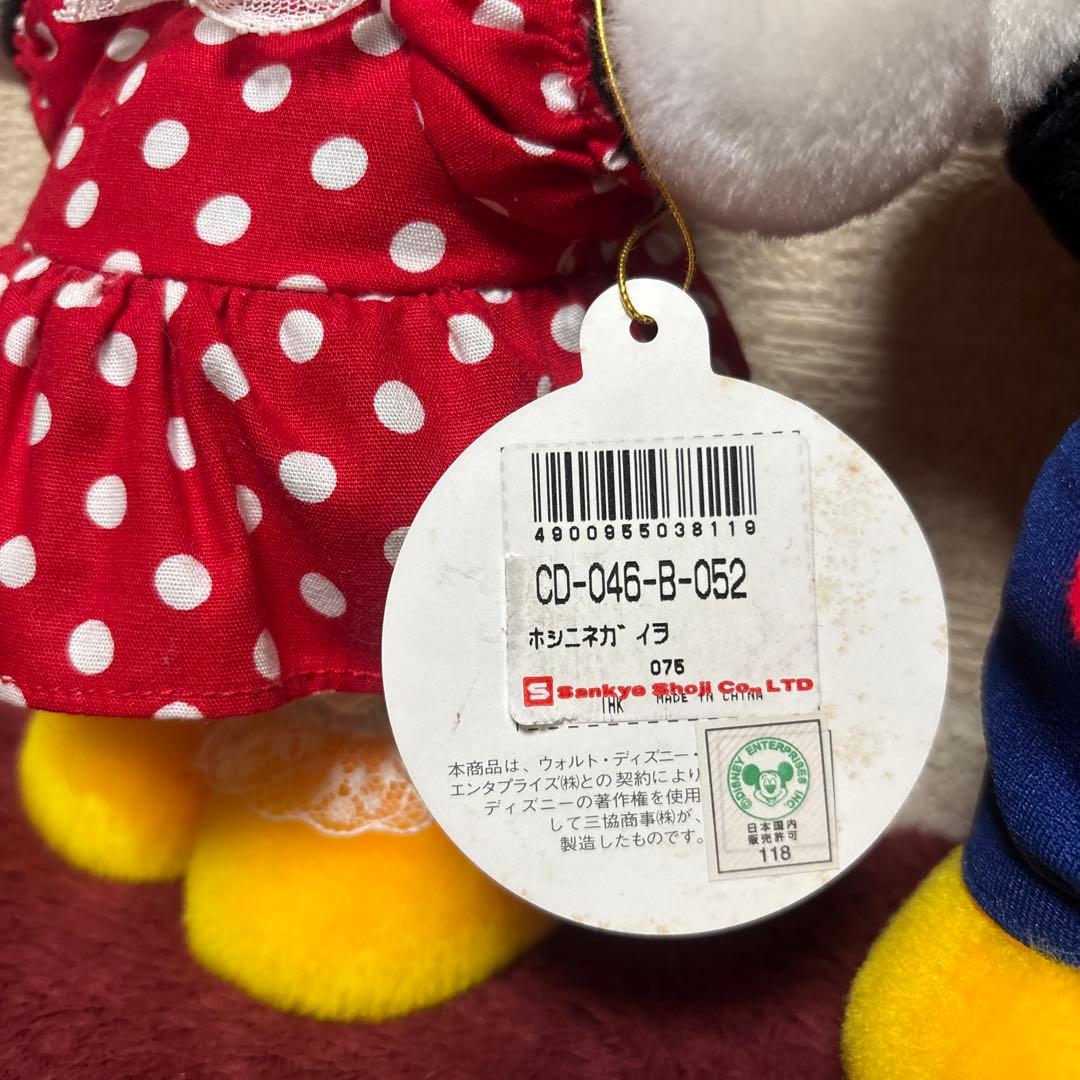 4900955038119
CD-046-B-052
ホシニネガイヲ
075
S Sankyo Shoji Co., LTD
HK MADE IN CHINA
本商品は、ウォルト・ディズニー・
エンタプライズ㈱との契約により
ディズニーの著作権を使用
して三協商事㈱が、
製造したものです。
©DISNEY ENTERPRISES INC.
日本国内
販売許可
118